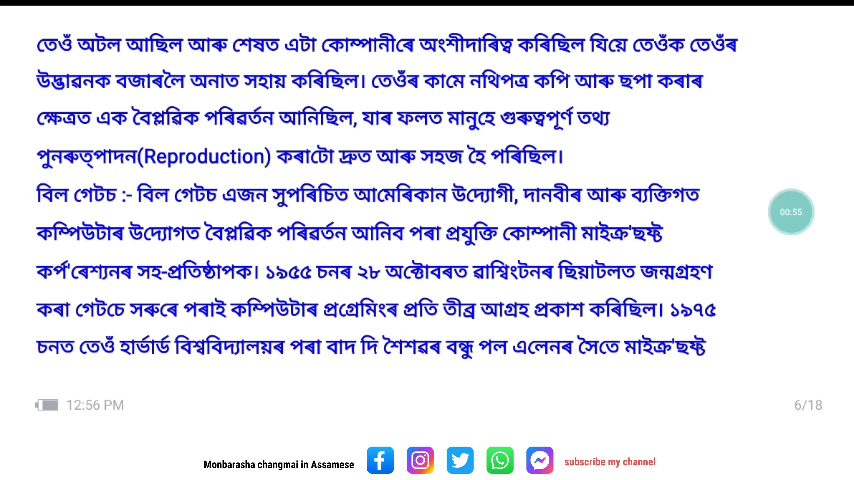 তেওঁ অটল আছিল আৰু শেষত এটা কোম্পানীৰে অংশীদাৰিত্ব কৰিছিল যিয়ে তেওঁক তেওঁৰ
উদ্ভাৱনক বজাৰলৈ অনাত সহায় কৰিছিল। তেওঁৰ কামে নথিপত্ৰ কপি আৰু ছপা কৰাৰ
ক্ষেত্ৰত এক বৈপ্লৱিক পৰিৱৰ্তন আনিছিল, যাৰ ফলত মানুহে গুৰুত্বপূৰ্ণ তথ্য
পুনৰুত্পাদন(Reproduction) কৰাটো দ্ৰুত আৰু সহজ হৈ পৰিছিল।
বিল গেটচ :- বিল গেটচ এজন সুপৰিচিত আমেৰিকান উদ্যোগী, দানবীৰ আৰু ব্যক্তিগত
কম্পিউটাৰ উদ্যোগত বৈপ্লৱিক পৰিৱৰ্তন আনিব পৰা প্ৰযুক্তি কোম্পানী মাইক্ৰ'ছফ্ট
কৰ্প'ৰেশ্যনৰ সহ-প্ৰতিষ্ঠাপক। ১৯৫৫ চনৰ ২৮ অক্টোবৰত ৱাশ্বিংটনৰ ছিয়াটলত জন্মগ্ৰহণ
কৰা গেটচে সৰুৰে পৰাই কম্পিউটাৰ প্ৰগ্ৰেমিংৰ প্ৰতি তীব্ৰ আগ্ৰহ প্ৰকাশ কৰিছিল। ১৯৭৫
চনত তেওঁ হাৰ্ভাৰ্ড বিশ্ববিদ্যালয়ৰ পৰা বাদ দি শৈশৱৰ বন্ধু পল এলেনৰ সৈতে মাইক্ৰ'ছফ্ট
00:55
12:56 PM
6/18
Monbarasha changmai in Assamese
subscribe my channel